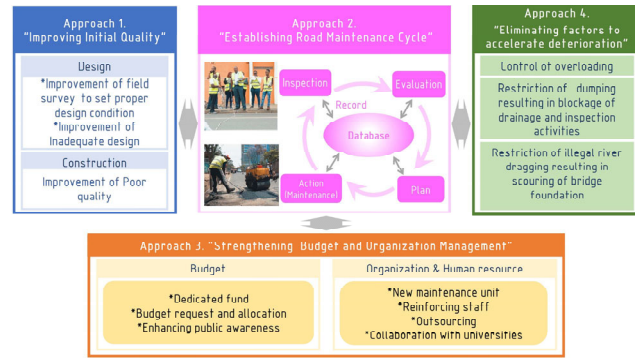 Approach 1.
"Improving Initial Quality"
Design
*Improvement of field
survey to set proper
design condition
*Improvement of
Inadequate design
Construction
Improvement of Poor
quality
Approach 2.
"Establishing Road Maintenance Cycle"
Inspection
Evaluation
Record
Database
Action
(Maintenance)
Plan
Approach 4.
"Eliminating factors to
accelerate deterioration"
Control of overloading
Restriction of dumping
resulting in blockage of
drainage and inspection
activities
Restriction of illegal river
dragging resulting in
scouring of bridge
foundation
Approach 3. "Strengthening Budget and Organization Management"
Budget
*Dedicated fund
*Budget request and allocation
*Enhancing public awareness
Organization & Human resource
*New maintenance unit
*Reinforcing staff
*Outsourcing
*Collaboration with universities